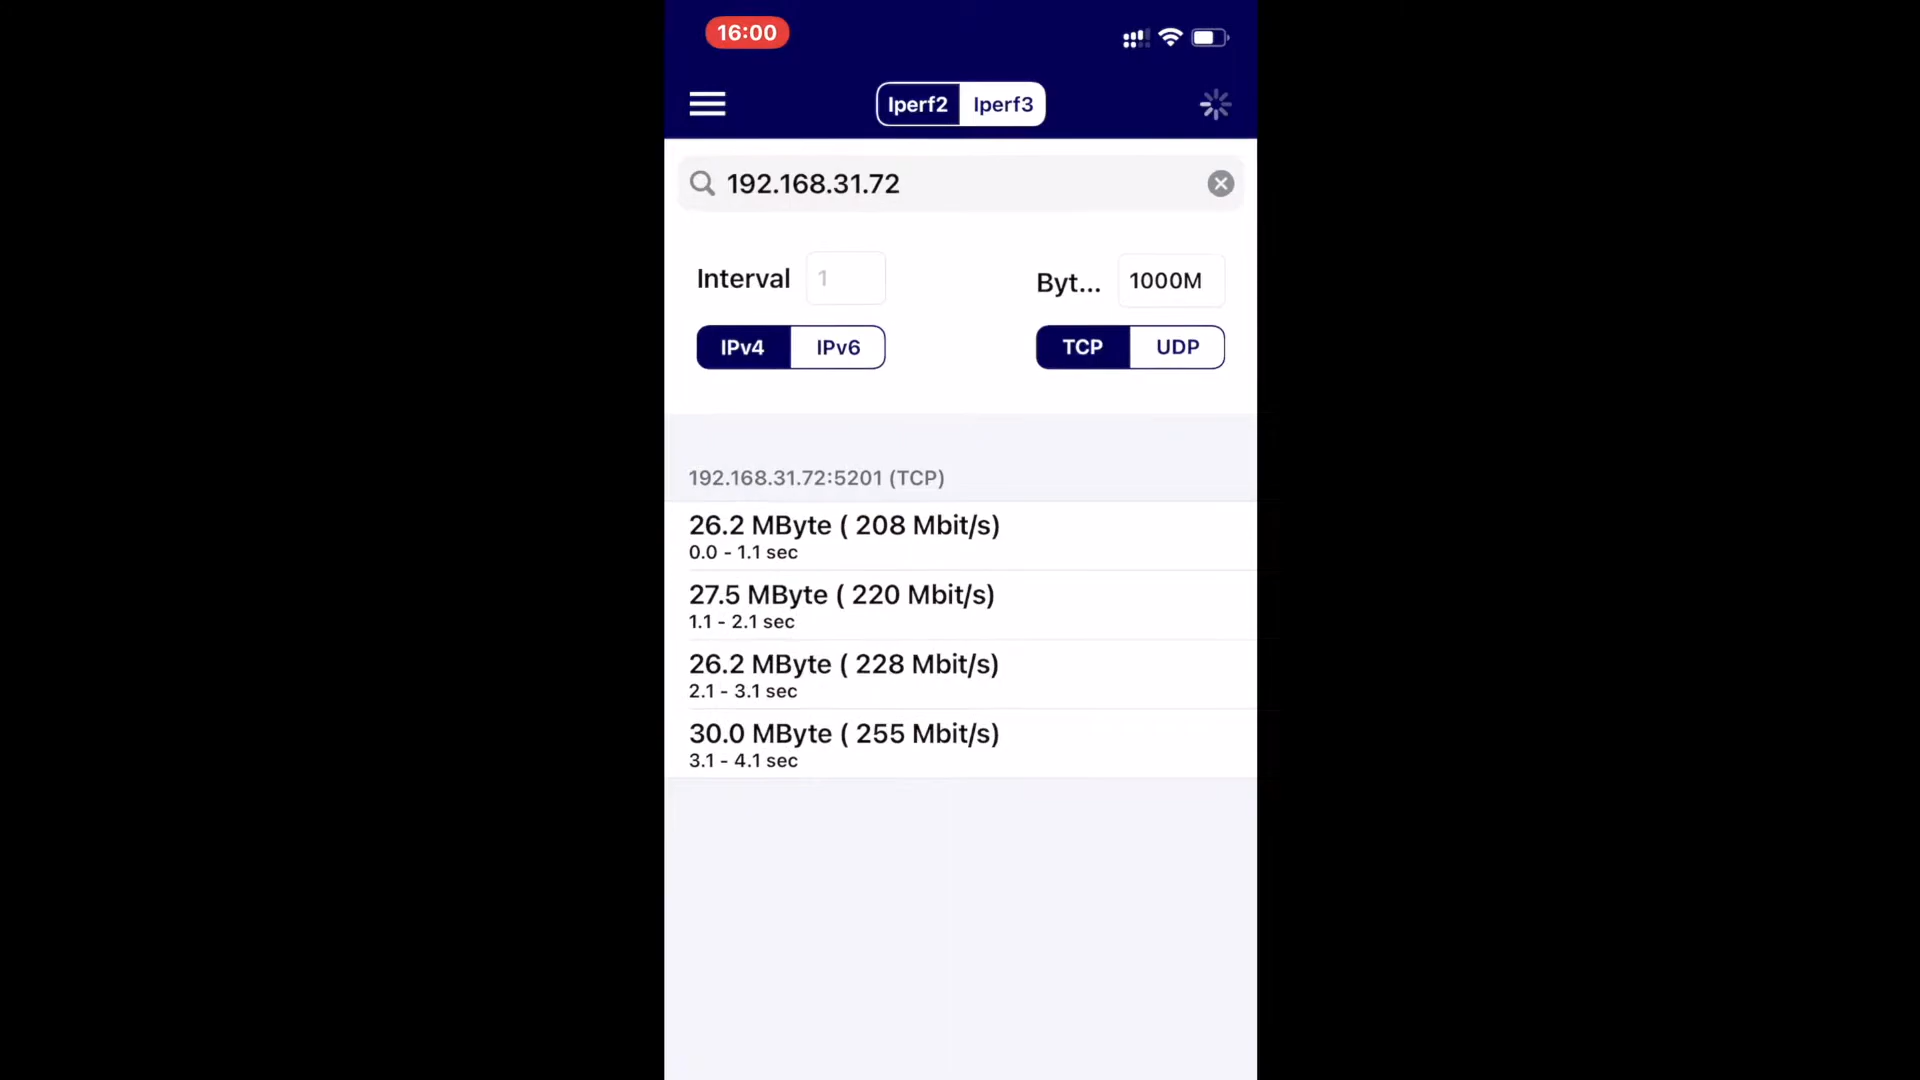 16:00
Iperf2 Iperf3
192.168.31.72
Interval 1 Byt... 1000M
IPv4 IPv6 TCP UDP
192.168.31.72:5201 (TCP)
26.2 MByte ( 208 Mbit/s)
0.0 - 1.1 sec
27.5 MByte ( 220 Mbit/s)
1.1 - 2.1 sec
26.2 MByte ( 228 Mbit/s)
2.1 - 3.1 sec
30.0 MByte ( 255 Mbit/s)
3.1 - 4.1 sec